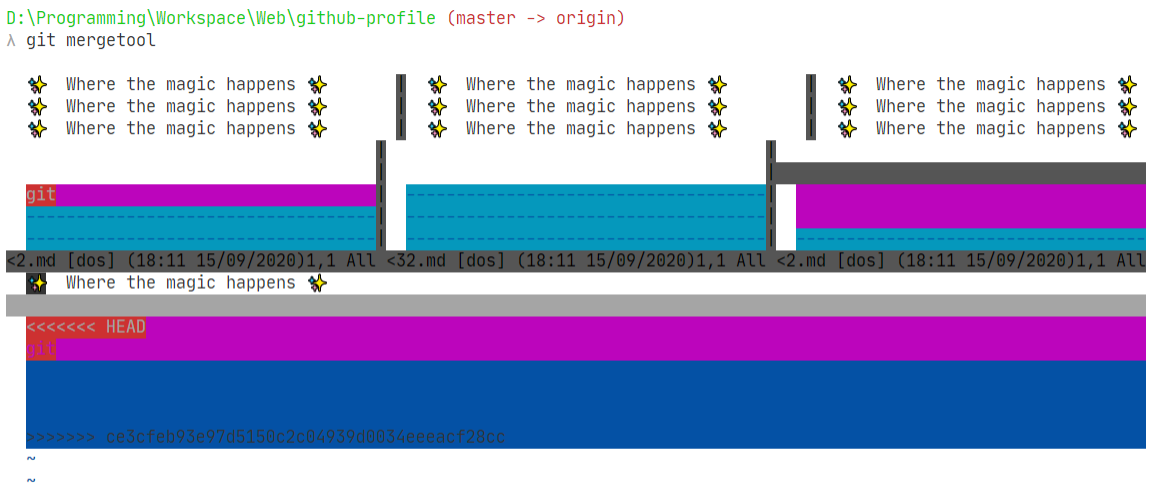 D:\Programming\Workspace\Web\github-profile (master -> origin)
λ git mergetool
✨ Where the magic happens ✨ | ✨ Where the magic happens ✨ | ✨ Where the magic happens ✨
✨ Where the magic happens ✨ | ✨ Where the magic happens ✨ | ✨ Where the magic happens ✨
✨ Where the magic happens ✨ | ✨ Where the magic happens ✨ | ✨ Where the magic happens ✨
git
<2.md [dos] (18:11 15/09/2020)1,1 All <32.md [dos] (18:11 15/09/2020)1,1 All <2.md [dos] (18:11 15/09/2020)1,1 All
✨ Where the magic happens ✨
<<<<<<< HEAD
git
>>>>>>> ce3cfeb93e97d5150c2c04939d0034eeeacf28cc
~
~